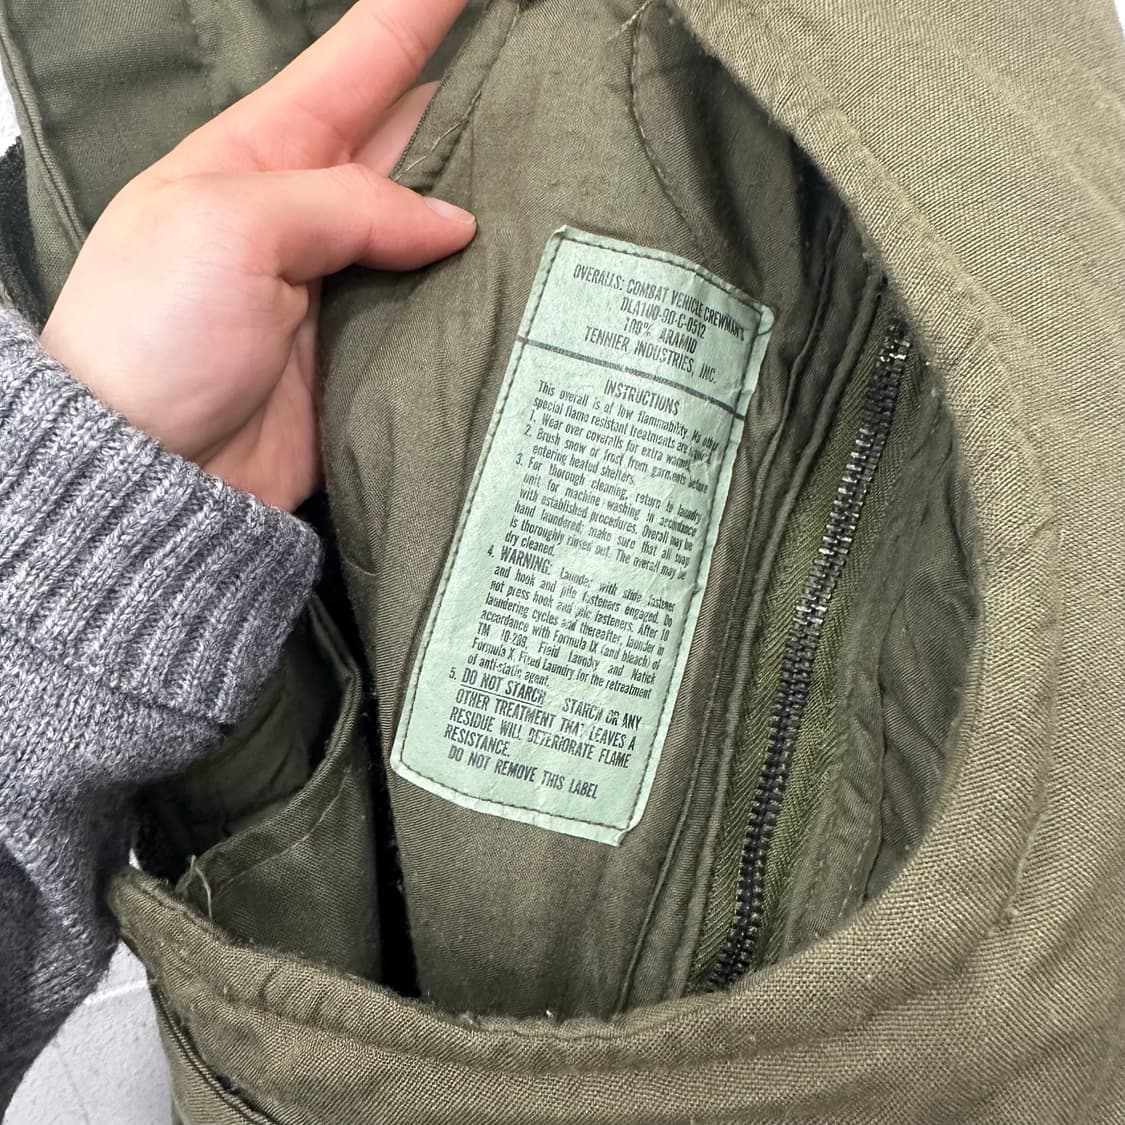 OVERALLS: COMBAT VEHICLE CREWMAN'S
DLA100-90-C-0512
100% ARAMID
TENNIER INDUSTRIES, INC.
INSTRUCTIONS
This overall is of low flammability. No other
special flame resistant treatments are
1. Wear over coveralls for extra warmth.
2. Brush snow or frost from garments before
entering heated shelters.
3. For thorough cleaning, return to laundry
unit for machine washing in accordance
with established procedures. Overall may be
hand laundered; make sure that all soap
is thoroughly rinsed out. The overall may be
dry cleaned.
4. WARNING: Launder with slide fastener
and hook and pile fasteners engaged. Do
not press hook and pile fasteners. After 10
laundering cycles and thereafter, launder in
accordance with Formula IX (and bleach) of
TM 10-289, Field Laundry and Natick
Formula X, Fixed Laundry for the retreatment
of anti-static agent.
5. DO NOT STARCH. STARCH OR ANY
OTHER TREATMENT THAT LEAVES A
RESIDUE WILL DETERIORATE FLAME
RESISTANCE.
DO NOT REMOVE THIS LABEL